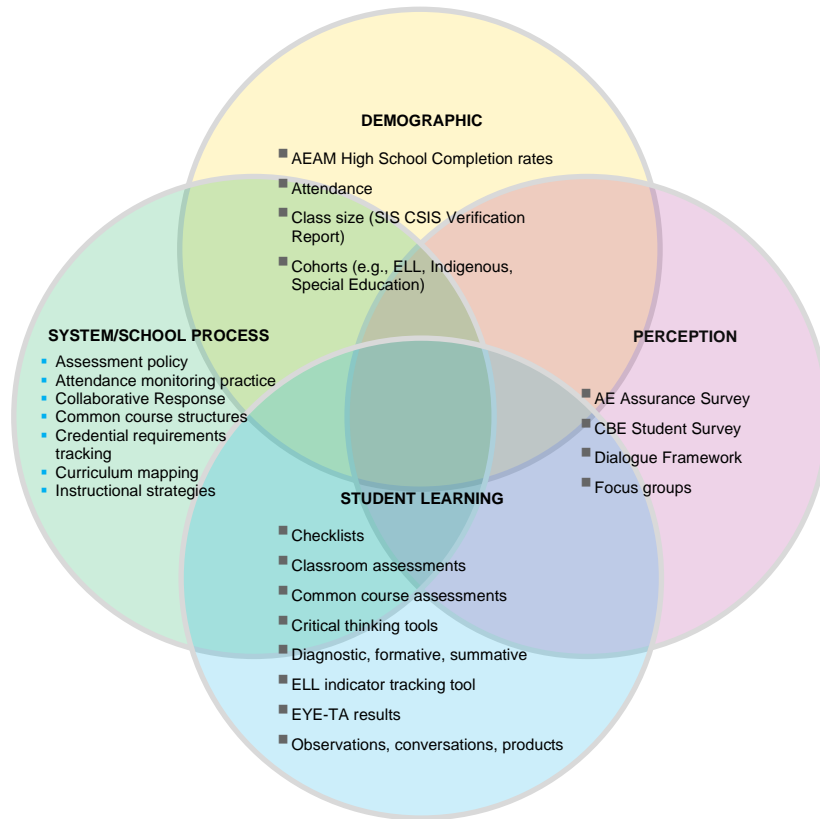 DEMOGRAPHIC
AEAM High School Completion rates
Attendance
Class size (SIS CSIS Verification
Report)
Cohorts (e.g., ELL, Indigenous,
Special Education)
SYSTEM/SCHOOL PROCESS
Assessment policy
Attendance monitoring practice
Collaborative Response
Common course structures
Credential requirements
tracking
Curriculum mapping
Instructional strategies
PERCEPTION
AE Assurance Survey
CBE Student Survey
Dialogue Framework
Focus groups
STUDENT LEARNING
Checklists
Classroom assessments
Common course assessments
Critical thinking tools
Diagnostic, formative, summative
ELL indicator tracking tool
EYE-TA results
Observations, conversations, products